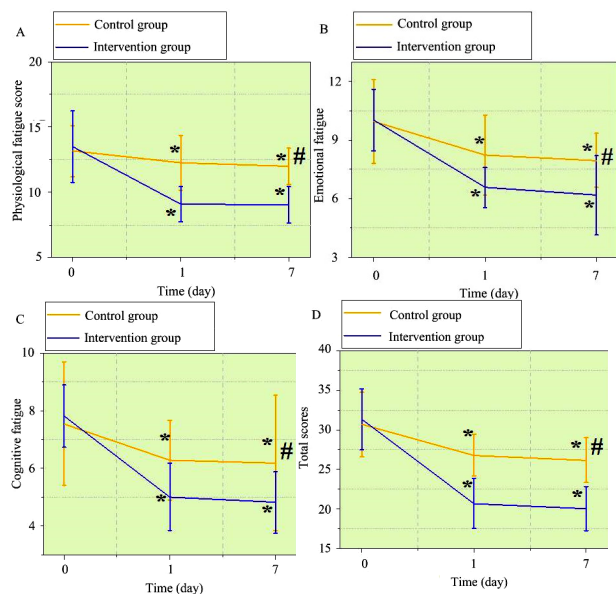 A
Control group
Intervention group
Physiological fatigue score
20
15
10
5
*
*
#
*
*
0
1
7
Time (day)
B
Control group
Intervention group
Emotional fatigue
12
9
6
3
*
*
#
*
*
0
1
7
Time (day)
C
Control group
Intervention group
Cognitive fatigue
10
8
6
4
*
*
#
*
*
0
1
7
Time (day)
D
Control group
Intervention group
Total scores
40
35
30
25
20
15
*
*
#
*
*
0
1
7
Time (day)